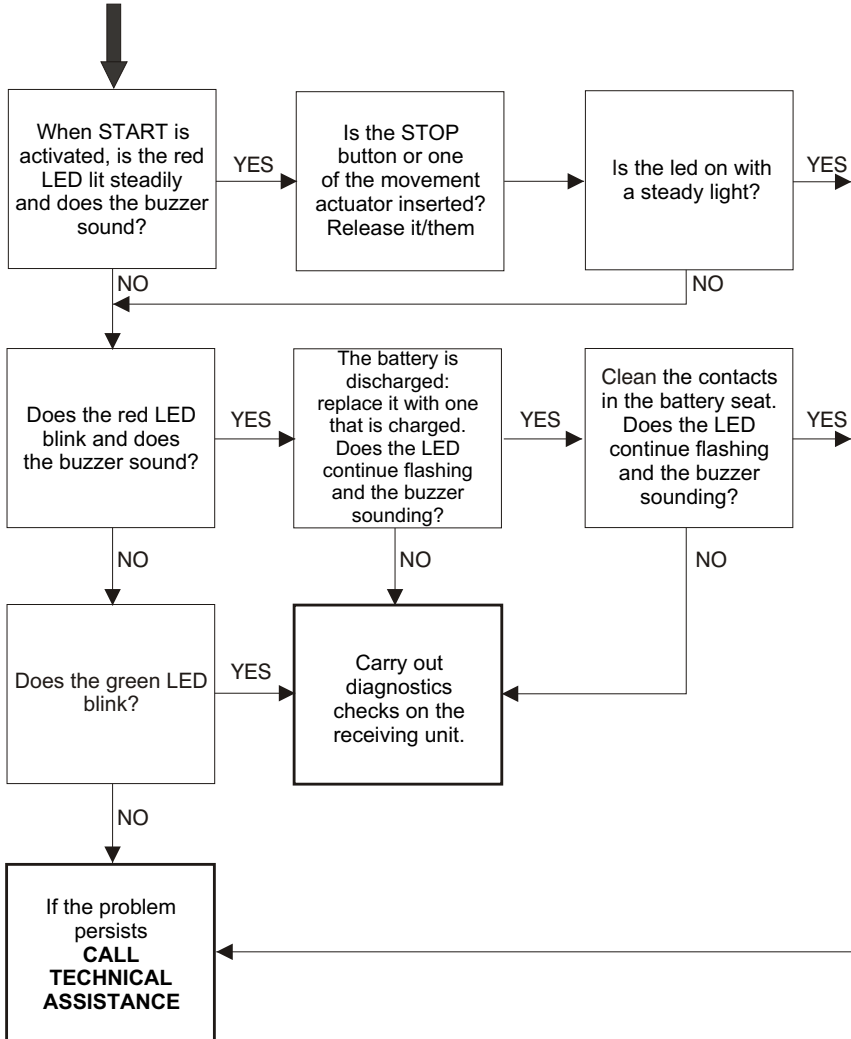 When START is
activated, is the red
LED lit steadily
and does the buzzer
sound?
YES
Is the STOP
button or one
of the movement
actuator inserted?
Release it/them
Is the led on with
a steady light?
YES
NO
NO
Does the red LED
blink and does
the buzzer sound?
YES
The battery is
discharged:
replace it with one
that is charged.
Does the LED
continue flashing
and the buzzer
sounding?
YES
Clean the contacts
in the battery seat.
Does the LED
continue flashing
and the buzzer
sounding?
YES
NO
NO
NO
Does the green LED
blink?
YES
Carry out
diagnostics
checks on the
receiving unit.
NO
If the problem
persists
CALL
TECHNICAL
ASSISTANCE